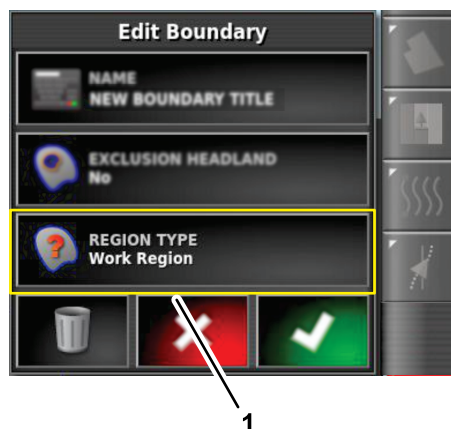 Edit Boundary
NAME
NEW BOUNDARY TITLE
EXCLUSION HEADLAND
No
REGION TYPE
Work Region
1